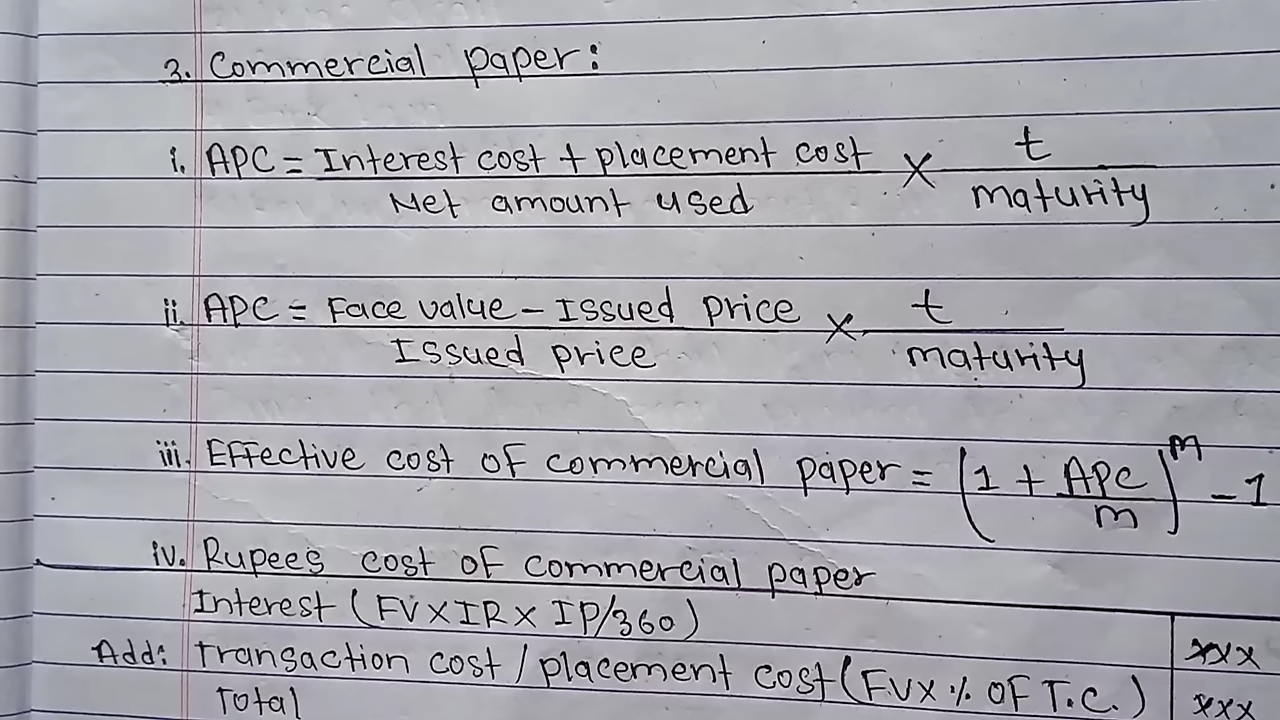 3. Commercial paper:
i. APC = Interest cost + placement cost / Net amount used × t / maturity
ii. APC = Face value - Issued price / Issued price × t / maturity
iii. Effective cost of commercial paper = (1 + APC / m)^m - 1
iv. Rupees cost of commercial paper
Interest (FV×IR× IP/360) xxx
Add: Transaction cost / placement cost (FV× % OF T.C.) xxx
Total